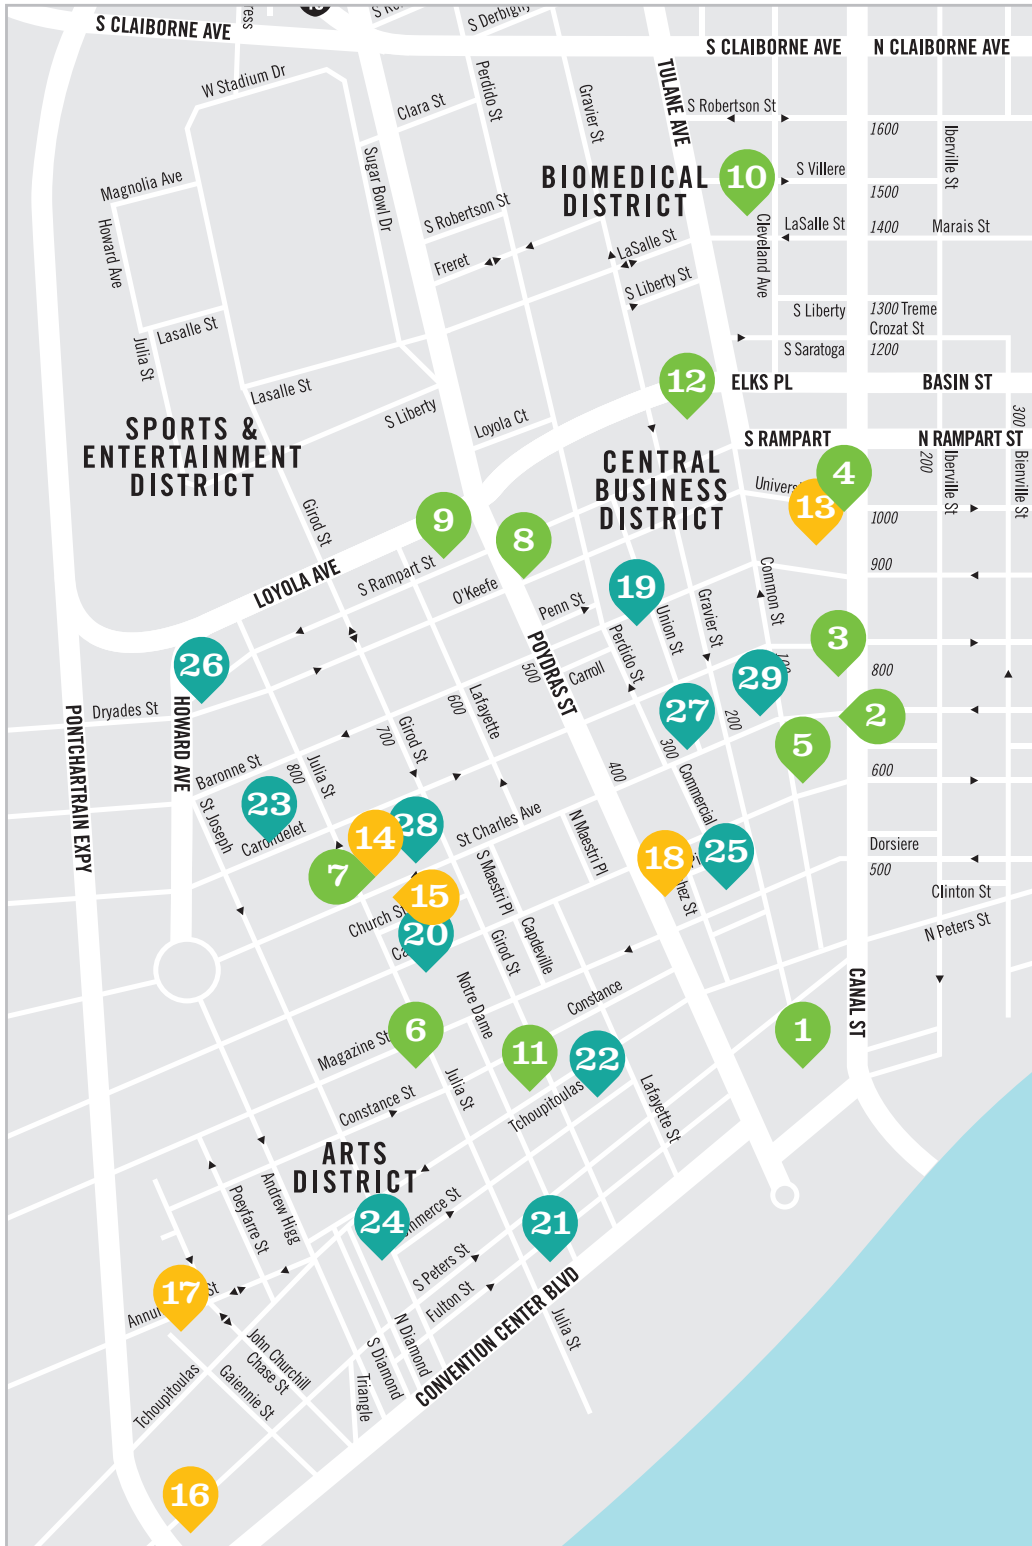 S CLAIBORNE AVE
S Derbigny
S CLAIBORNE AVE
N CLAIBORNE AVE
W Stadium Dr
Clara St
Perdido St
Gravier St
TULANE AVE
S Robertson St
1600
Iberville St
Magnolia Ave
Howard Ave
Sugar Bowl Dr
BIOMEDICAL
DISTRICT
10
S Villere
1500
S Robertson St
Freret
LaSalle St
S Liberty St
Cleveland Ave
LaSalle St
1400
Marais St
S Liberty
1300 Treme
Crozat St
S Saratoga
1200
Julia St
Lasalle St
Lasalle St
S Liberty
Loyola Ct
12
ELKS PL
BASIN ST
300
SPORTS &
ENTERTAINMENT
DISTRICT
S RAMPART
N RAMPART ST
200
Iberville St
Bienville St
CENTRAL
BUSINESS
DISTRICT
4
13
1000
900
Girod St
9
8
LOYOLA AVE
S Rampart St
O'Keefe
Penn St
19
Perdido St
Union St
Gravier St
Common St
3
800
26
HOWARD AVE
Dryades St
PONTCHARTRAIN EXPY
POYDRAS ST
500
Carroll
27
29
200
2
5
600
Lafayette
600
Girod St
700
300
400
Commercial
Baronne St
St Joseph
23
800
Julia St
28
14
7
St Charles Ave
N Maestri Pl
S Maestri Pl
18
25
Dorsiere
500
Clinton St
N Peters St
15
Church St
20
Girod St
Capdeville
Notre Dame
Constance
CANAL ST
1
Magazine St
6
11
22
Julia St
Tchoupitoulas
Lafayette St
Constance St
ARTS
DISTRICT
Andrew Higg
Poeyfarre St
24
21
S Peters St
Fulton St
CONVENTION CENTER BLVD
Julia St
17
John Churchill
Chase St
Gaiennie St
Tchoupitoulas
N Diamond
S Diamond
Triangle
16